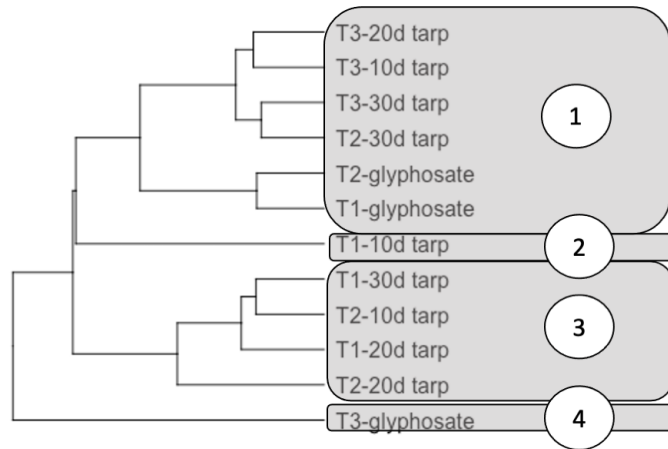 T3-20d tarp
T3-10d tarp
T3-30d tarp
1
T2-30d tarp
T2-glyphosate
T1-glyphosate
T1-10d tarp
2
T1-30d tarp
T2-10d tarp
3
T1-20d tarp
T2-20d tarp
T3-glyphosate
4